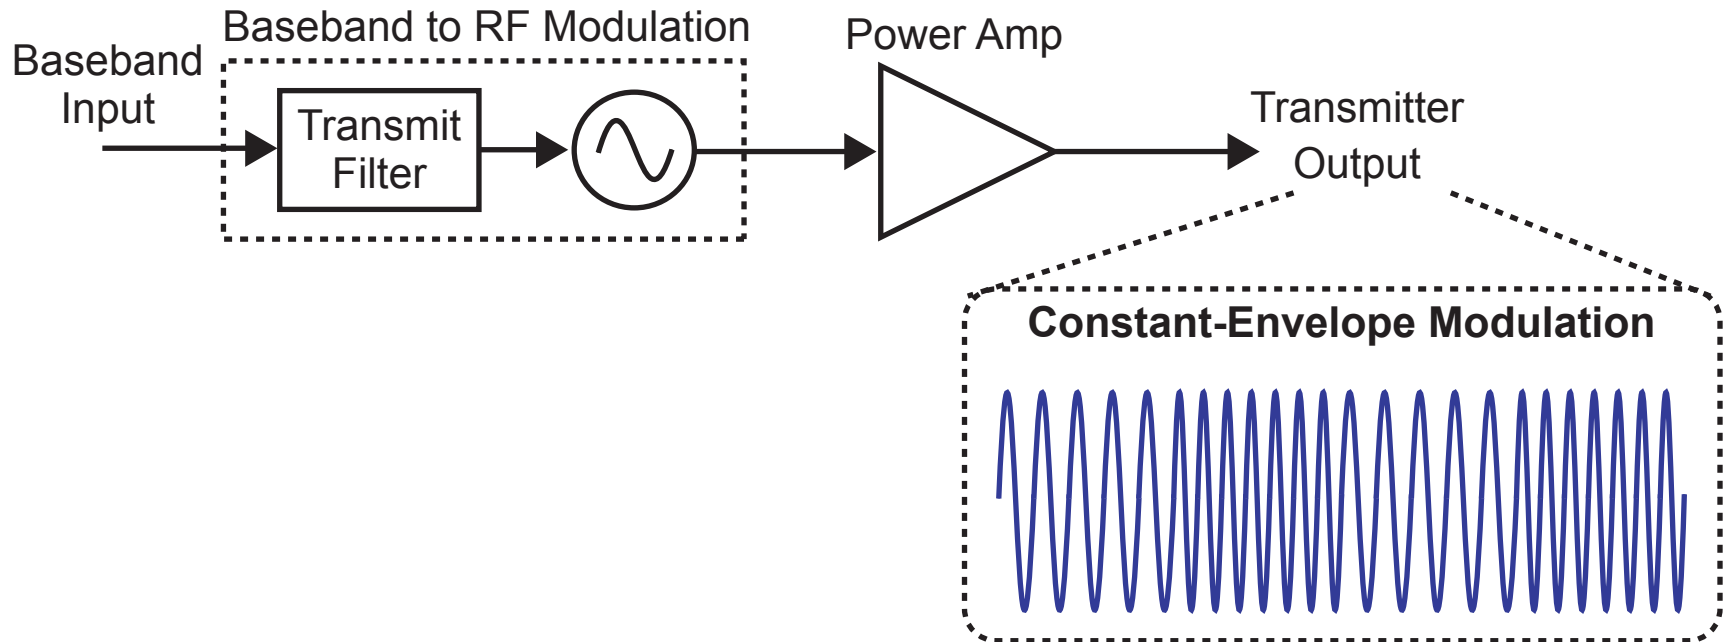 Baseband to RF Modulation
Baseband
Input
Transmit
Filter
Power Amp
Transmitter
Output
Constant-Envelope Modulation